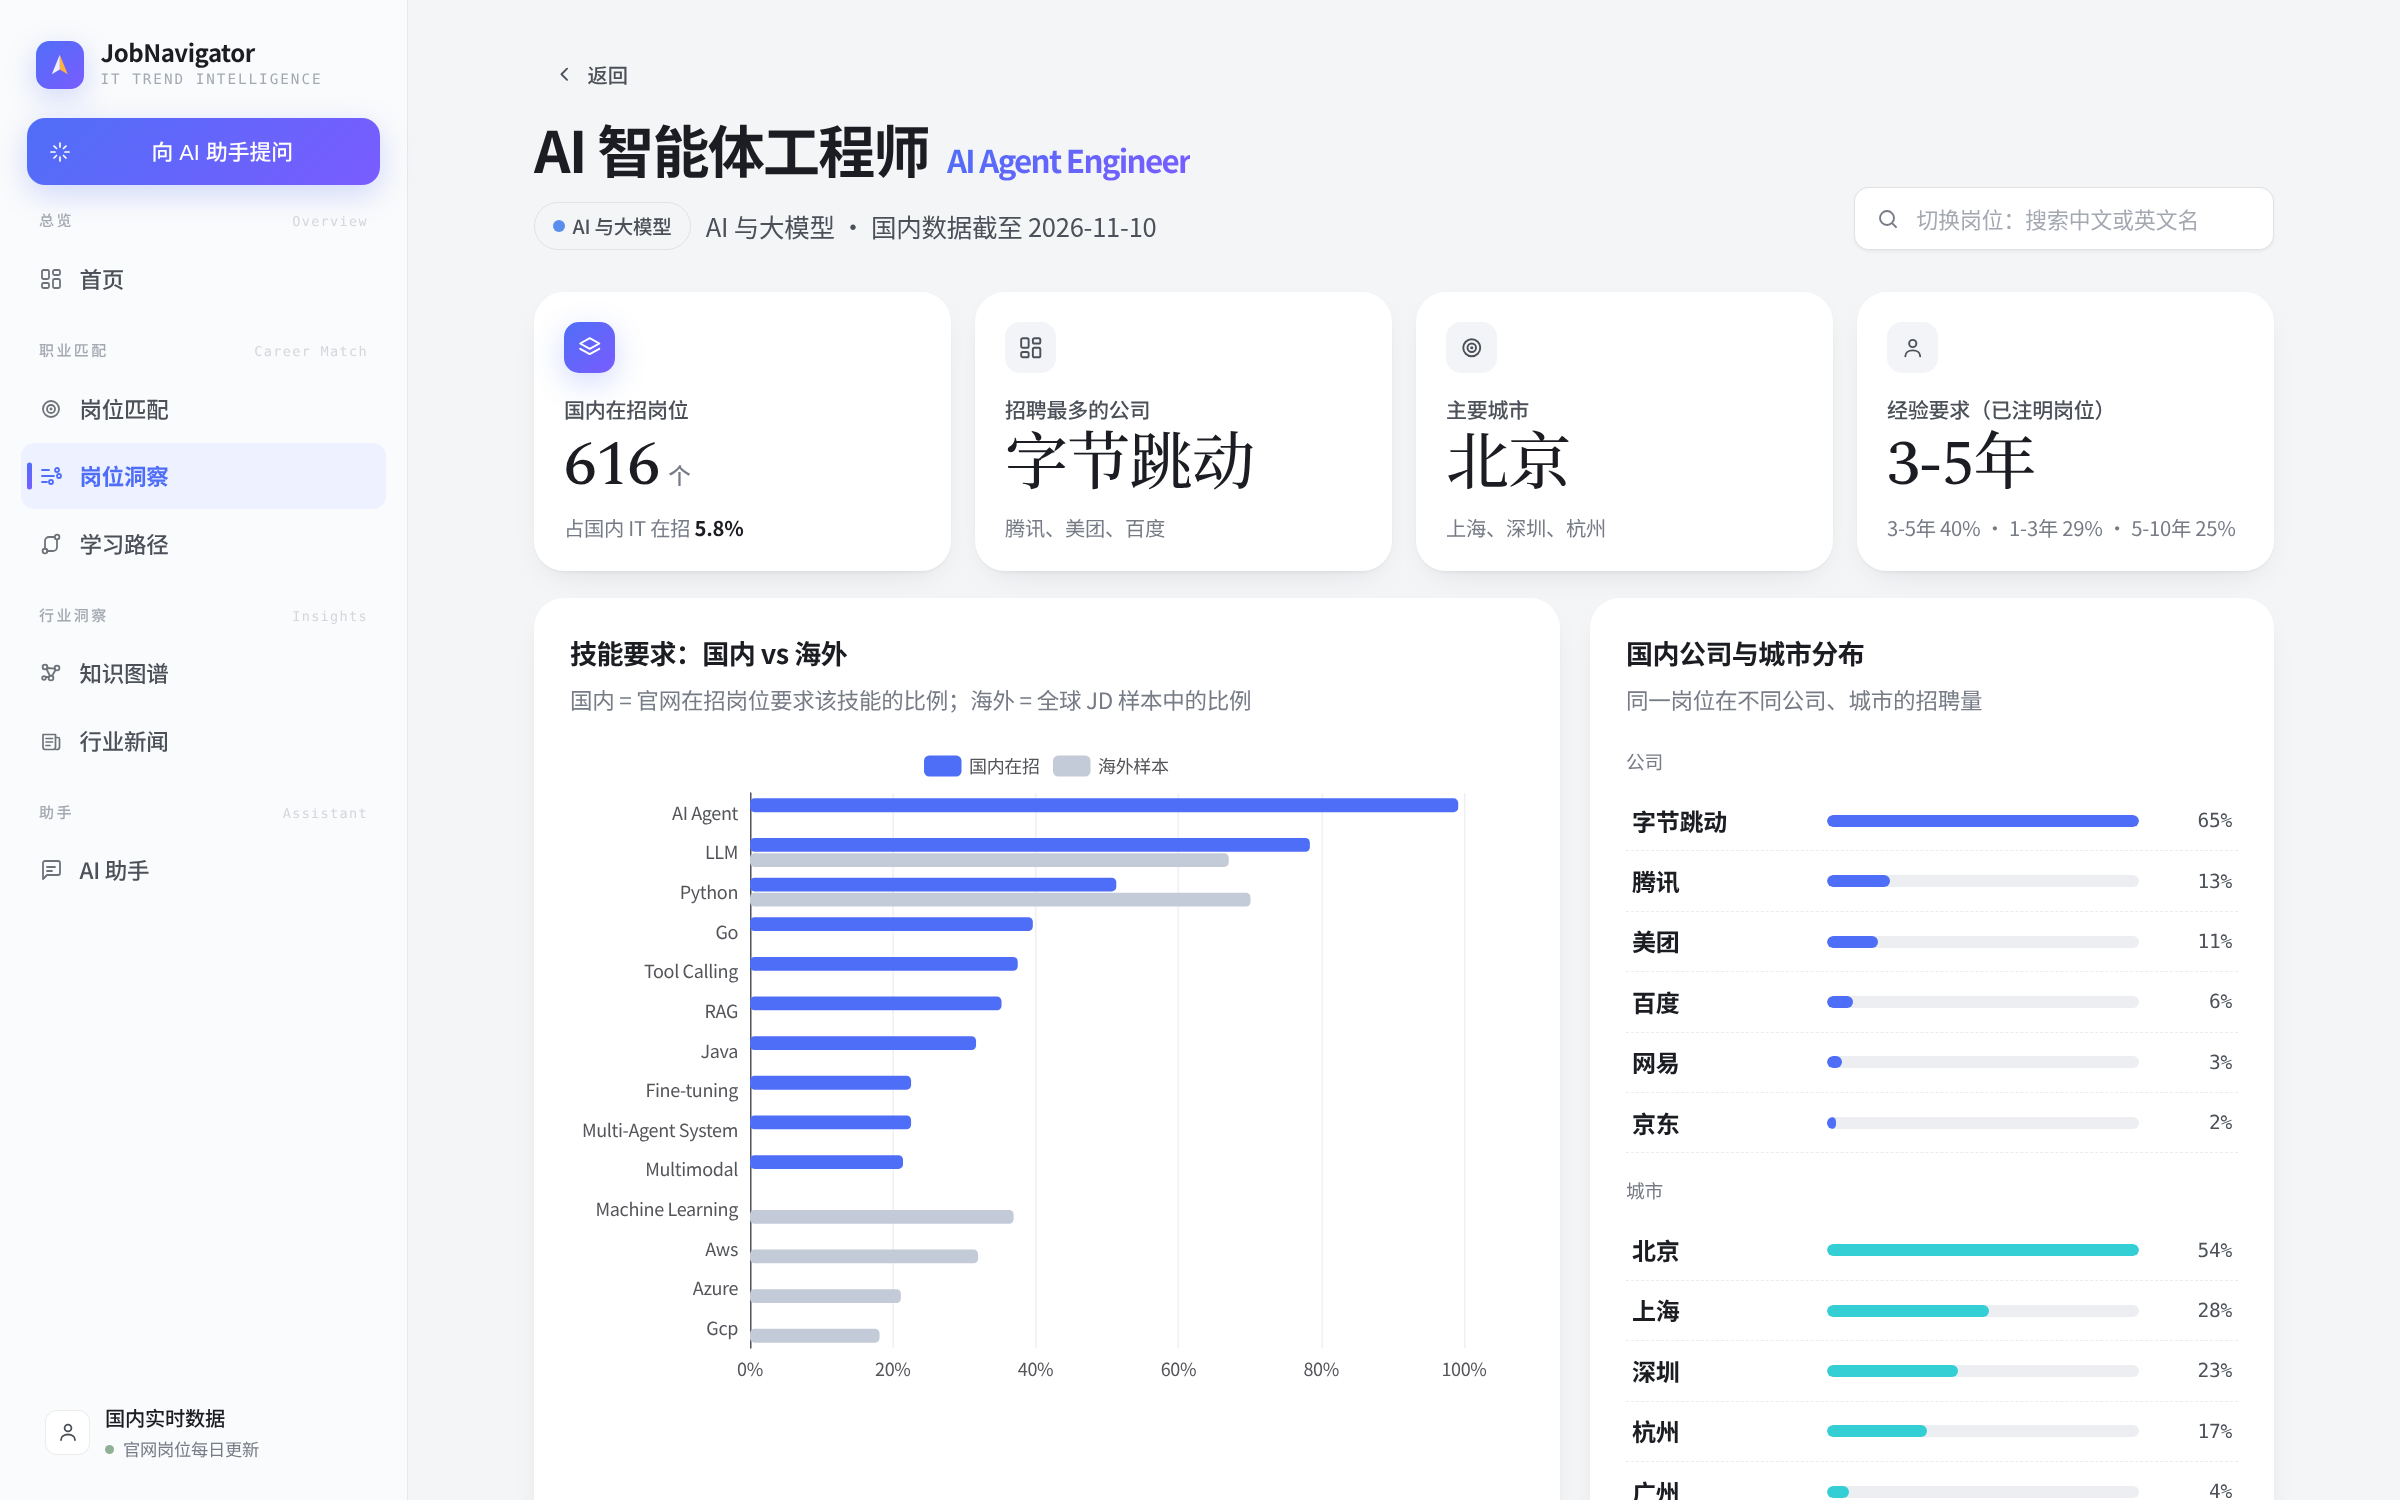 JobNavigator
IT TREND INTELLIGENCE
向 AI 助手提问
总览 Overview
首页
职业匹配 Career Match
岗位匹配
岗位洞察
学习路径
行业洞察 Insights
知识图谱
行业新闻
助手 Assistant
AI 助手
国内实时数据
官网岗位每日更新
返回
AI 智能体工程师 AI Agent Engineer
AI 与大模型 AI 与大模型 · 国内数据截至 2026-11-10
切换岗位：搜索中文或英文名
国内在招岗位
616 个
占国内 IT 在招 5.8%
招聘最多的公司
字节跳动
腾讯、美团、百度
主要城市
北京
上海、深圳、杭州
经验要求（已注明岗位）
3-5年
3-5年 40% · 1-3年 29% · 5-10年 25%
技能要求：国内 vs 海外
国内 = 官网在招岗位要求该技能的比例；海外 = 全球 JD 样本中的比例
国内在招 海外样本
AI Agent
LLM
Python
Go
Tool Calling
RAG
Java
Fine-tuning
Multi-Agent System
Multimodal
Machine Learning
Aws
Azure
Gcp
0% 20% 40% 60% 80% 100%
国内公司与城市分布
同一岗位在不同公司、城市的招聘量
公司
字节跳动 65%
腾讯 13%
美团 11%
百度 6%
网易 3%
京东 2%
城市
北京 54%
上海 28%
深圳 23%
杭州 17%
广州 4%